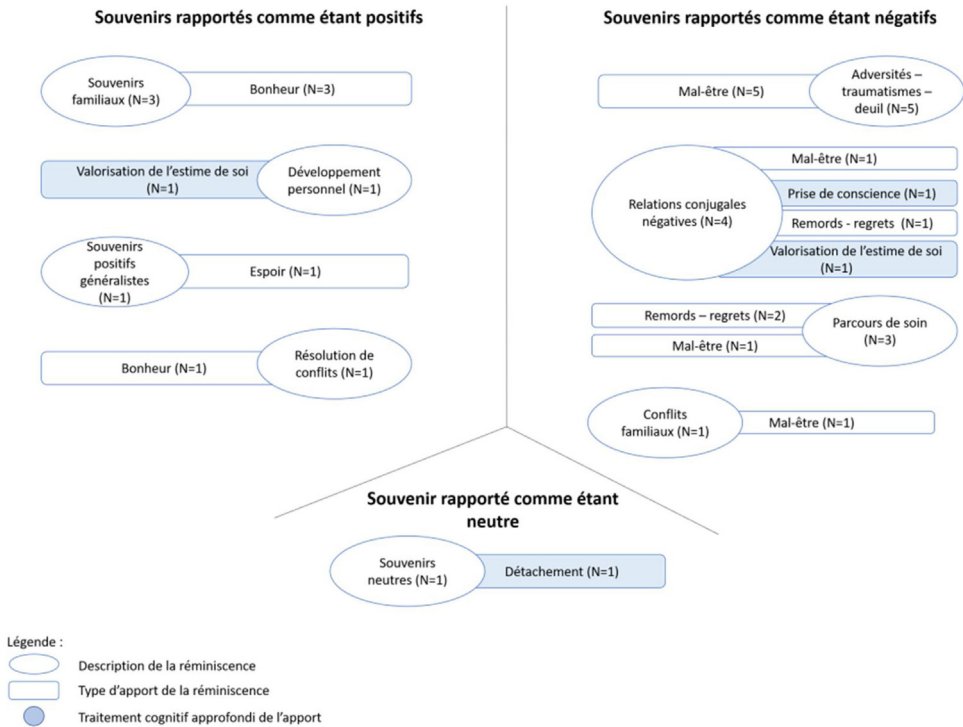 Souvenirs rapportés comme étant positifs
Souvenirs
familiaux (N=3)
Bonheur (N=3)
Valorisation de l'estime de soi
(N=1)
Développement
personnel (N=1)
Souvenirs
positifs
généralistes
(N=1)
Espoir (N=1)
Bonheur (N=1)
Résolution de
conflits (N=1)
Souvenirs rapportés comme étant négatifs
Mal-être (N=5)
Adversités –
traumatismes –
deuil (N=5)
Relations conjugales
négatives (N=4)
Mal-être (N=1)
Prise de conscience (N=1)
Remords - regrets (N=1)
Valorisation de l'estime de soi
(N=1)
Remords – regrets (N=2)
Mal-être (N=1)
Parcours de soin
(N=3)
Conflits
familiaux (N=1)
Mal-être (N=1)
Souvenir rapporté comme étant
neutre
Souvenirs
neutres (N=1)
Détachement (N=1)
Légende :
Description de la réminiscence
Type d'apport de la réminiscence
Traitement cognitif approfondi de l'apport